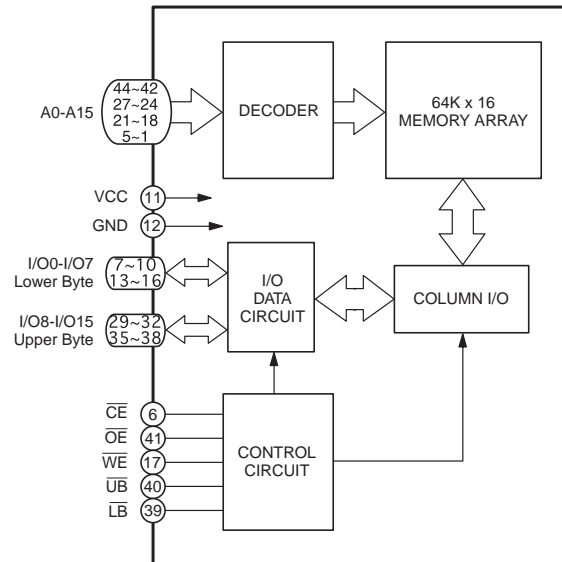 A0-A15
44~42
27~24
21~18
5~1
DECODER
64K x 16
MEMORY ARRAY
VCC
11
GND
12
I/O0-I/O7
Lower Byte
7~10
13~16
I/O8-I/O15
Upper Byte
29~32
35~38
I/O
DATA
CIRCUIT
COLUMN I/O
CE
6
OE
41
WE
17
UB
40
LB
39
CONTROL
CIRCUIT